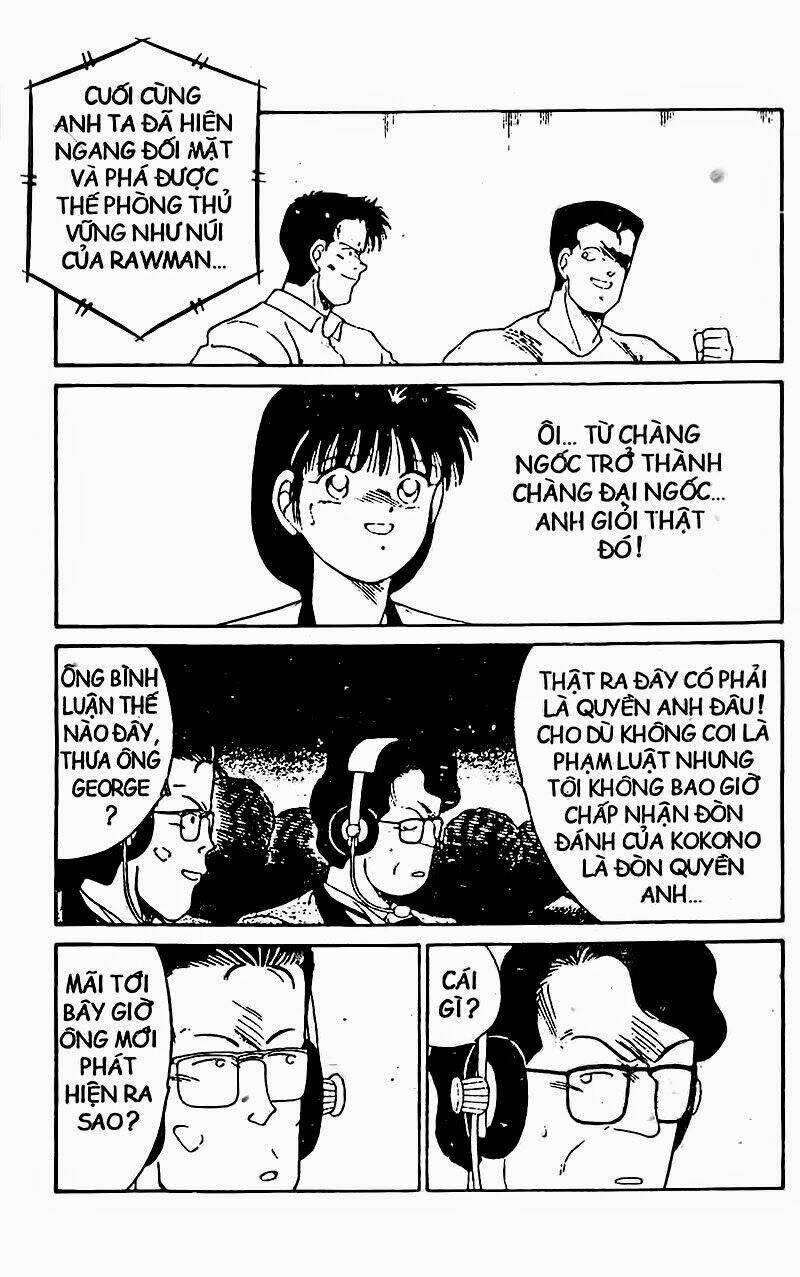 CUỐI CÙNG
ANH TA ĐÃ HIÊN
NGANG ĐỐI MẶT
VÀ PHÁ ĐƯỢC
THẾ PHÒNG THỦ
VỮNG NHƯ NÚI
CỦA RAWMAN...
ÔI... TỪ CHÀNG
NGỐC TRỞ THÀNH
CHÀNG ĐẠI NGỐC...
ANH GIỎI THẬT
ĐÓ!
ÔNG BÌNH
LUẬN THẾ
NÀO ĐÂY,
THƯA ÔNG
GEORGE
?
THẬT RA ĐÂY CÓ PHẢI
LÀ QUYỀN ANH ĐÂU!
CHO DÙ KHÔNG COI LÀ
PHẠM LUẬT NHƯNG
TÔI KHÔNG BAO GIỜ
CHẤP NHẬN ĐÒN
ĐÁNH CỦA KOKONO
LÀ ĐÒN QUYỀN
ANH...
MÃI TỚI
BÂY GIỜ
ÔNG MỚI
PHÁT
HIỆN RA
SAO?
CÁI
GÌ?